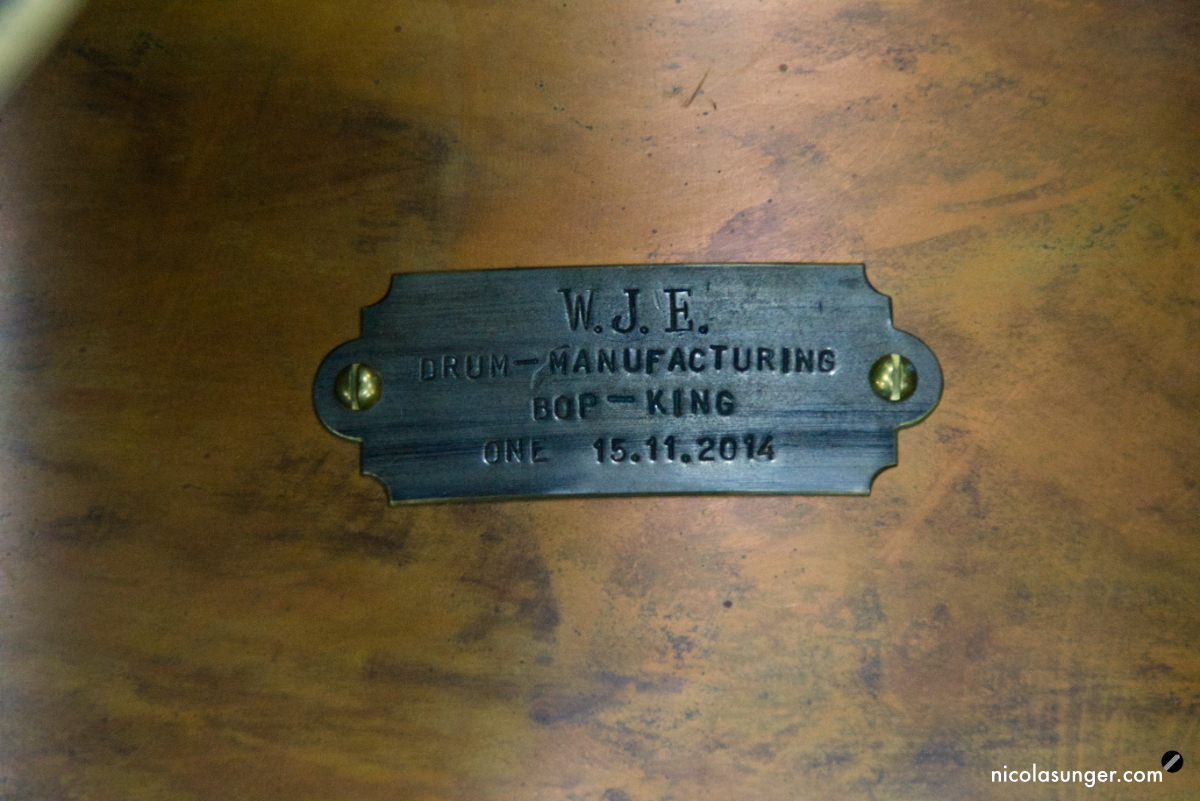 W. J. E.
DRUM-MANUFACTURING
BOP-KING
ONE 15.11.2014
nicolasunger.com